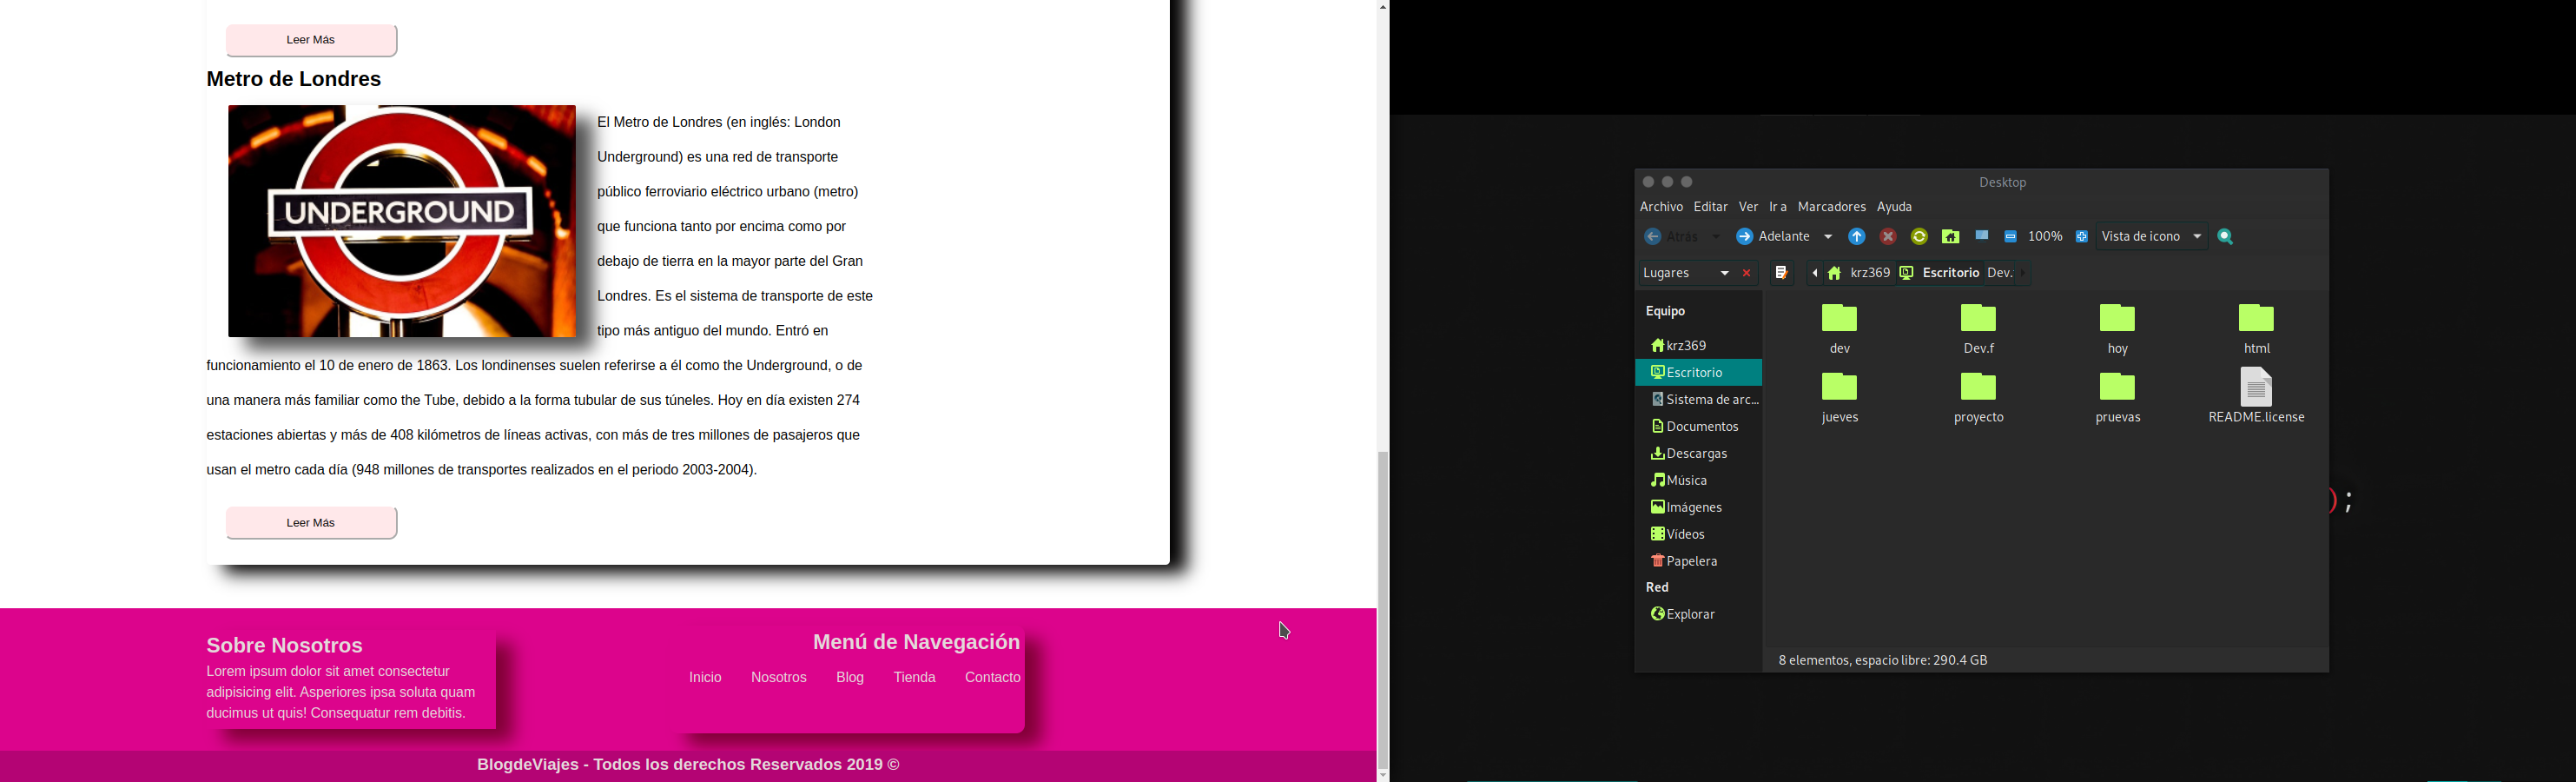 Leer Más
Metro de Londres
UNDERGROUND
El Metro de Londres (en inglés: London
Underground) es una red de transporte
público ferroviario eléctrico urbano (metro)
que funciona tanto por encima como por
debajo de tierra en la mayor parte del Gran
Londres. Es el sistema de transporte de este
tipo más antiguo del mundo. Entró en
funcionamiento el 10 de enero de 1863. Los londinenses suelen referirse a él como the Underground, o de
una manera más familiar como the Tube, debido a la forma tubular de sus túneles. Hoy en día existen 274
estaciones abiertas y más de 408 kilómetros de líneas activas, con más de tres millones de pasajeros que
usan el metro cada día (948 millones de transportes realizados en el periodo 2003-2004).
Leer Más
Sobre Nosotros
Lorem ipsum dolor sit amet consectetur
adipisicing elit. Asperiores ipsa soluta quam
ducimus ut quis! Consequatur rem debitis.
Menú de Navegación
Inicio Nosotros Blog Tienda Contacto
BlogdeViajes - Todos los derechos Reservados 2019 ©
Desktop
Archivo Editar Ver Ir a Marcadores Ayuda
Atrás Adelante 100% Vista de icono
Lugares krz369 Escritorio Dev.
Equipo
krz369
Escritorio
Sistema de arc...
Documentos
Descargas
Música
Imágenes
Vídeos
Papelera
Red
Explorar
dev Dev.f hoy html
jueves proyecto pruevas README.license
8 elementos, espacio libre: 290.4 GB
);